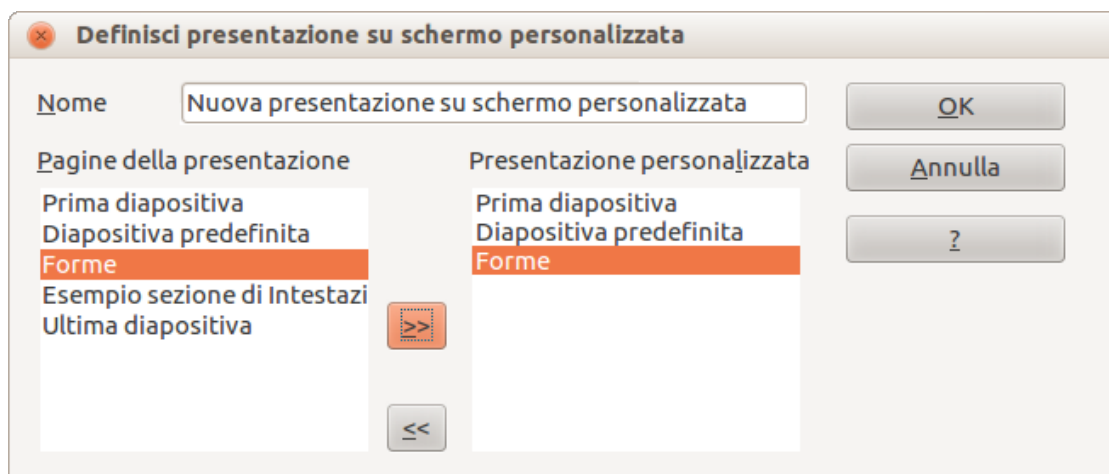 Definisci presentazione su schermo personalizzata
Nome
Nuova presentazione su schermo personalizzata
OK
Pagine della presentazione
Presentazione personalizzata
Annulla
Prima diapositiva
Diapositiva predefinita
Forme
Esempio sezione di Intestazi
Ultima diapositiva
>>
<<
Prima diapositiva
Diapositiva predefinita
Forme
?